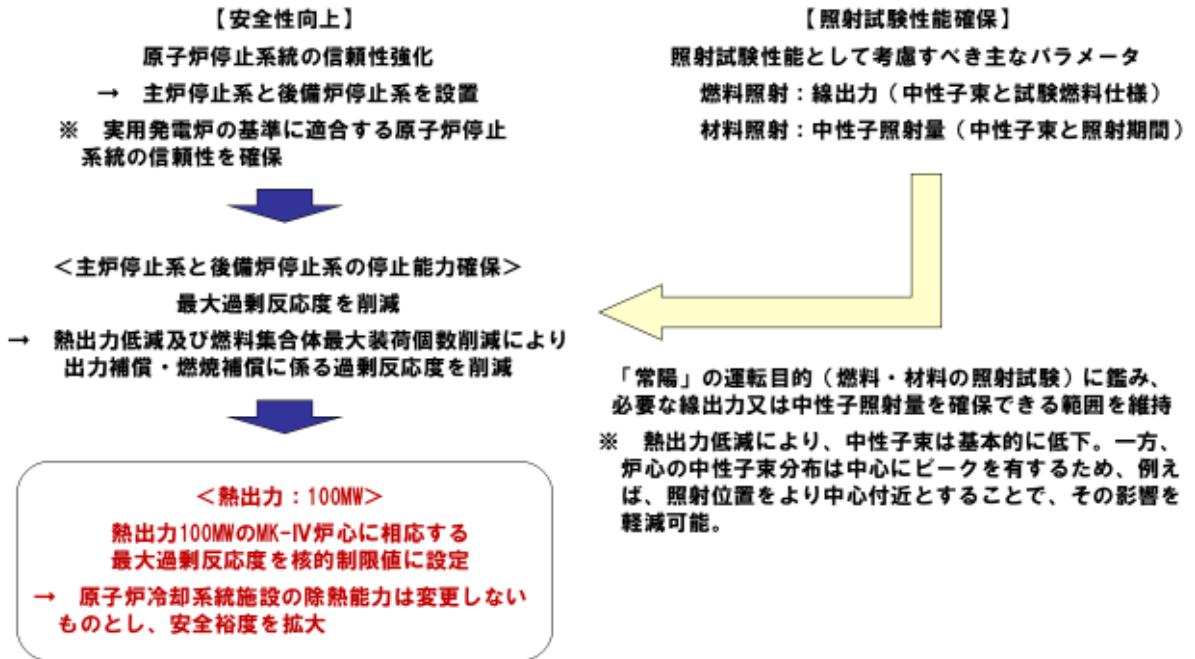 【安全性向上】
原子炉停止系統の信頼性強化
→ 主炉停止系と後備炉停止系を設置
※ 実用発電炉の基準に適合する原子炉停止
系統の信頼性を確保
<主炉停止系と後備炉停止系の停止能力確保>
最大過剰反応度を削減
→ 熱出力低減及び燃料集合体最大装荷個数削減により
出力補償・燃焼補償に係る過剰反応度を削減
<熱出力：100MW>
熱出力100MWのMK-Ⅳ炉心に相応する
最大過剰反応度を核的制限値に設定
→ 原子炉冷却系統施設の除熱能力は変更しない
ものとし、安全裕度を拡大
【照射試験性能確保】
照射試験性能として考慮すべき主なパラメータ
燃料照射：線出力（中性子束と試験燃料仕様）
材料照射：中性子照射量（中性子束と照射期間）
「常陽」の運転目的（燃料・材料の照射試験）に鑑み、
必要な線出力又は中性子照射量を確保できる範囲を維持
※ 熱出力低減により、中性子束は基本的に低下。一方、
炉心の中性子束分布は中心にピークを有するため、例え
ば、照射位置をより中心付近とすることで、その影響を
軽減可能。